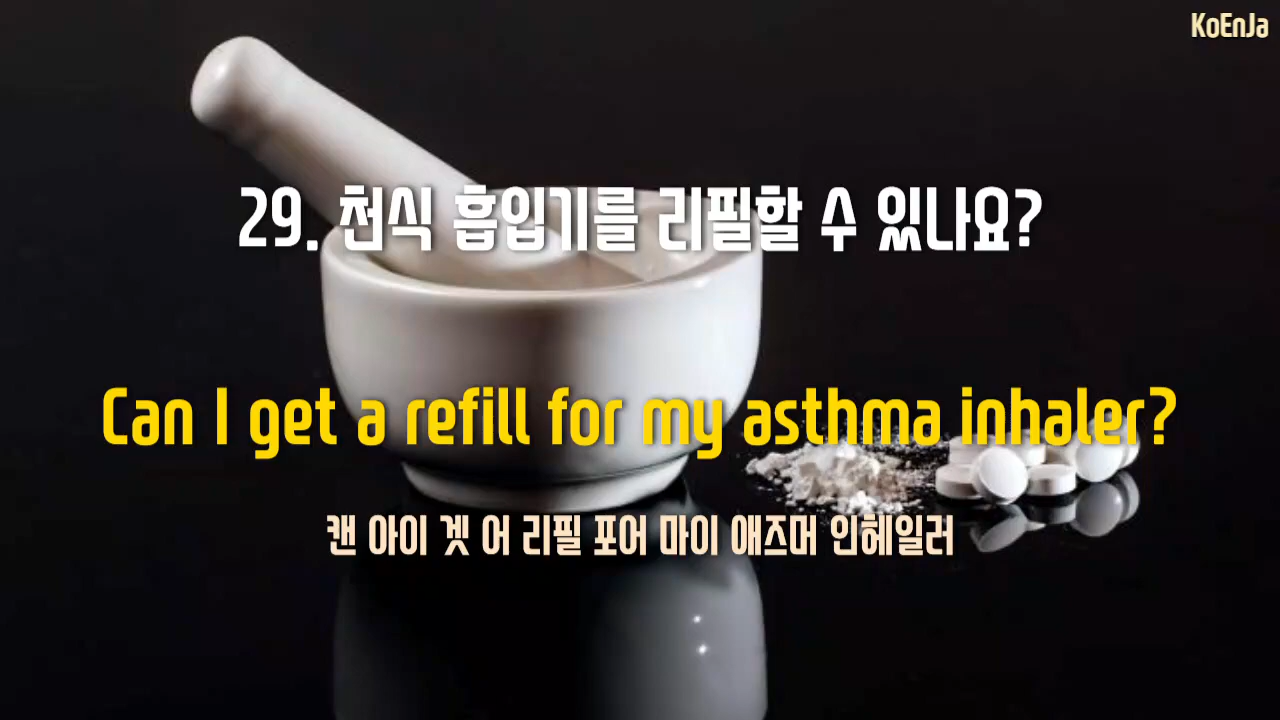 KoEnJa
29. 천식 흡입기를 리필할 수 있나요?
Can I get a refill for my asthma inhaler?
캔 아이 겟 어 리필 포어 마이 애즈머 인헤일러